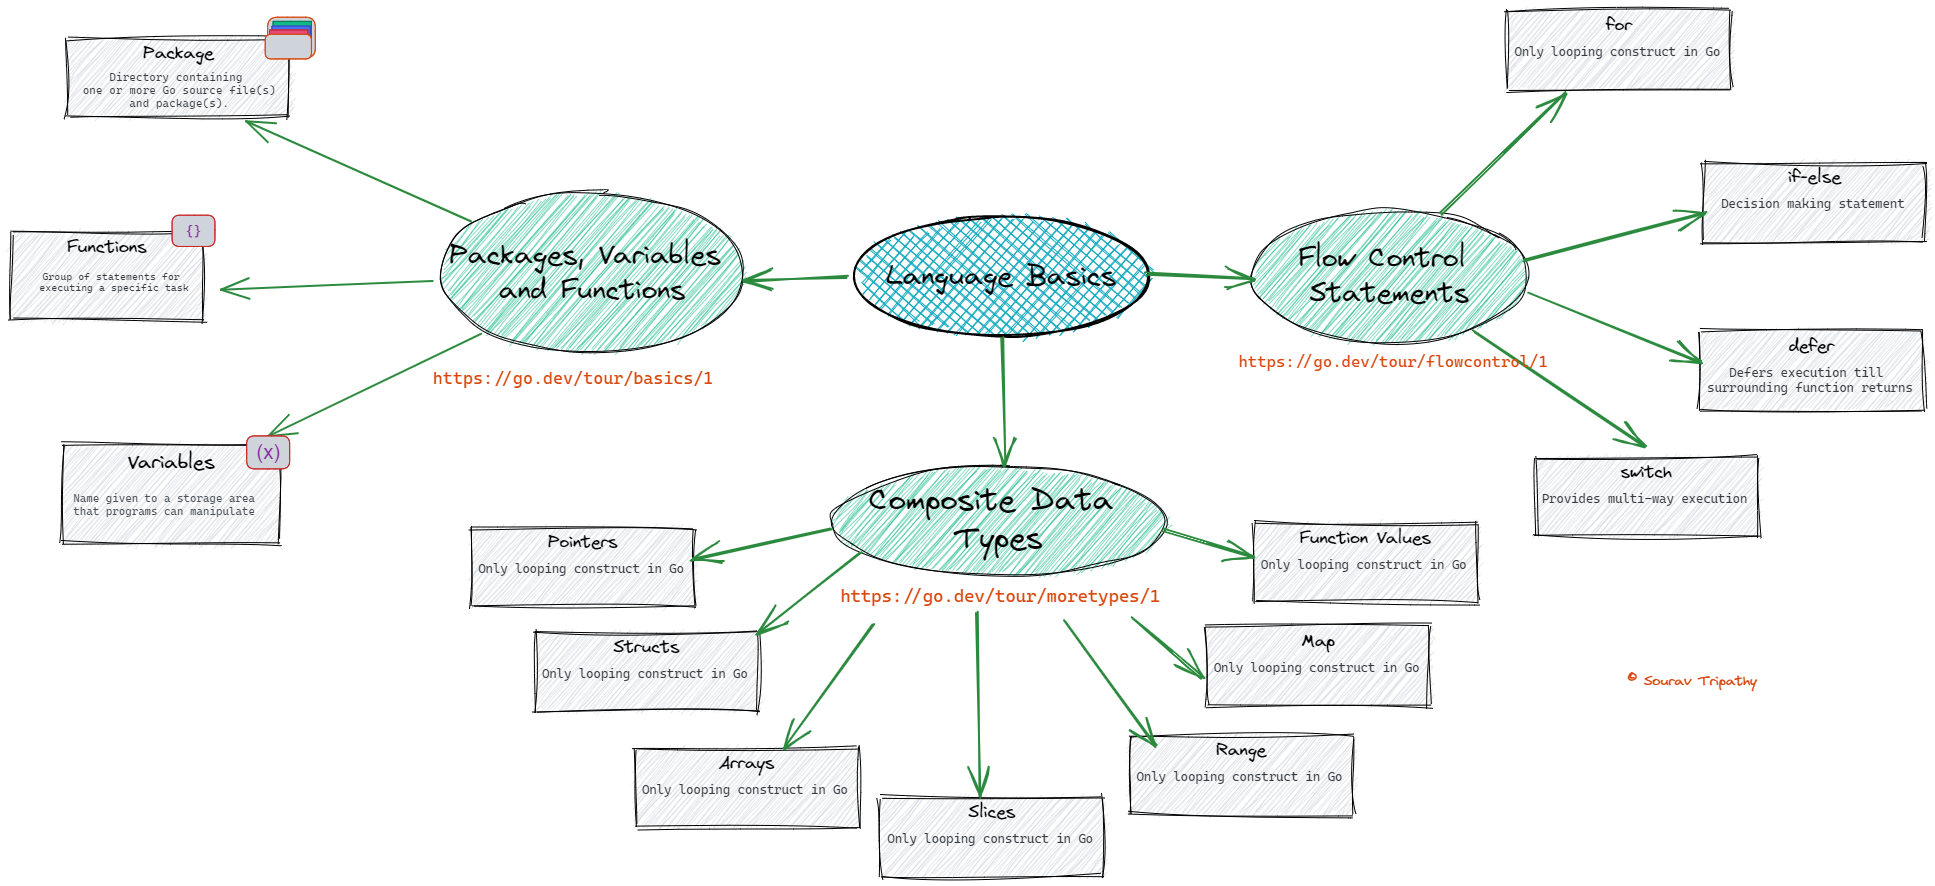 Package
Directory containing
one or more Go source file(s)
and package(s).
Functions
{}
Group of statements for
executing a specific task
Variables
(x)
Name given to a storage area
that programs can manipulate
Packages, Variables
and Functions
https://go.dev/tour/basics/1
Language Basics
Flow Control
Statements
https://go.dev/tour/flowcontrol/1
for
Only looping construct in Go
if-else
Decision making statement
defer
Defers execution till
surrounding function returns
switch
Provides multi-way execution
Composite Data
Types
https://go.dev/tour/moretypes/1
Pointers
Only looping construct in Go
Structs
Only looping construct in Go
Arrays
Only looping construct in Go
Slices
Only looping construct in Go
Range
Only looping construct in Go
Map
Only looping construct in Go
Function Values
Only looping construct in Go
© Sourav Tripathy